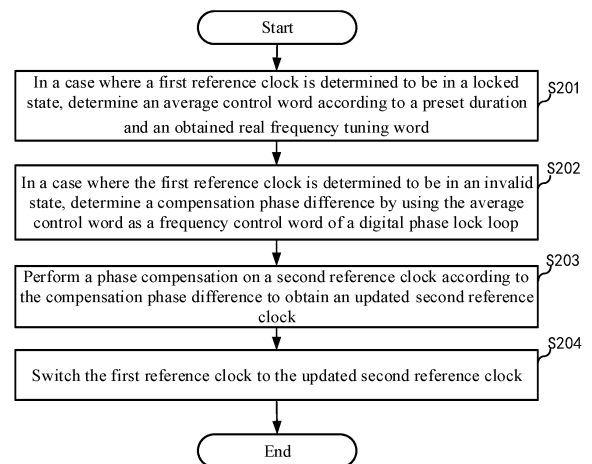 Start
In a case where a first reference clock is determined to be in a locked
state, determine an average control word according to a preset duration
and an obtained real frequency tuning word
S201
In a case where the first reference clock is determined to be in an invalid
state, determine a compensation phase difference by using the average
control word as a frequency control word of a digital phase lock loop
S202
Perform a phase compensation on a second reference clock according to
the compensation phase difference to obtain an updated second reference
clock
S203
Switch the first reference clock to the updated second reference clock
S204
End